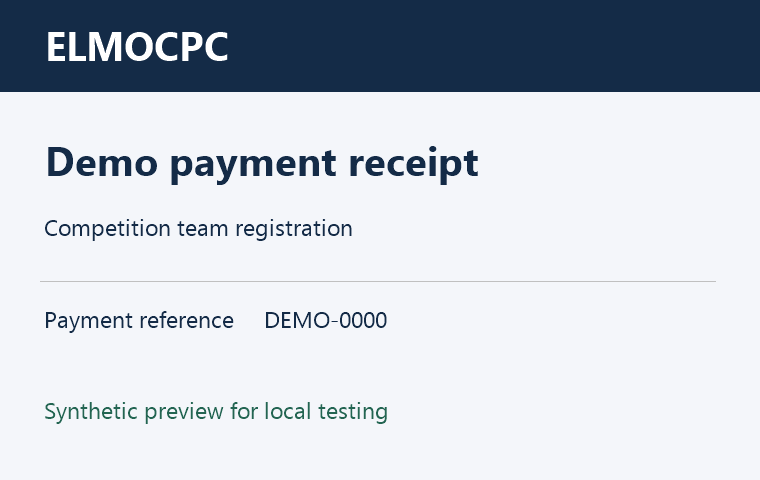 ELMOCPC
Demo payment receipt
Competition team registration
Payment reference DEMO-0000
Synthetic preview for local testing